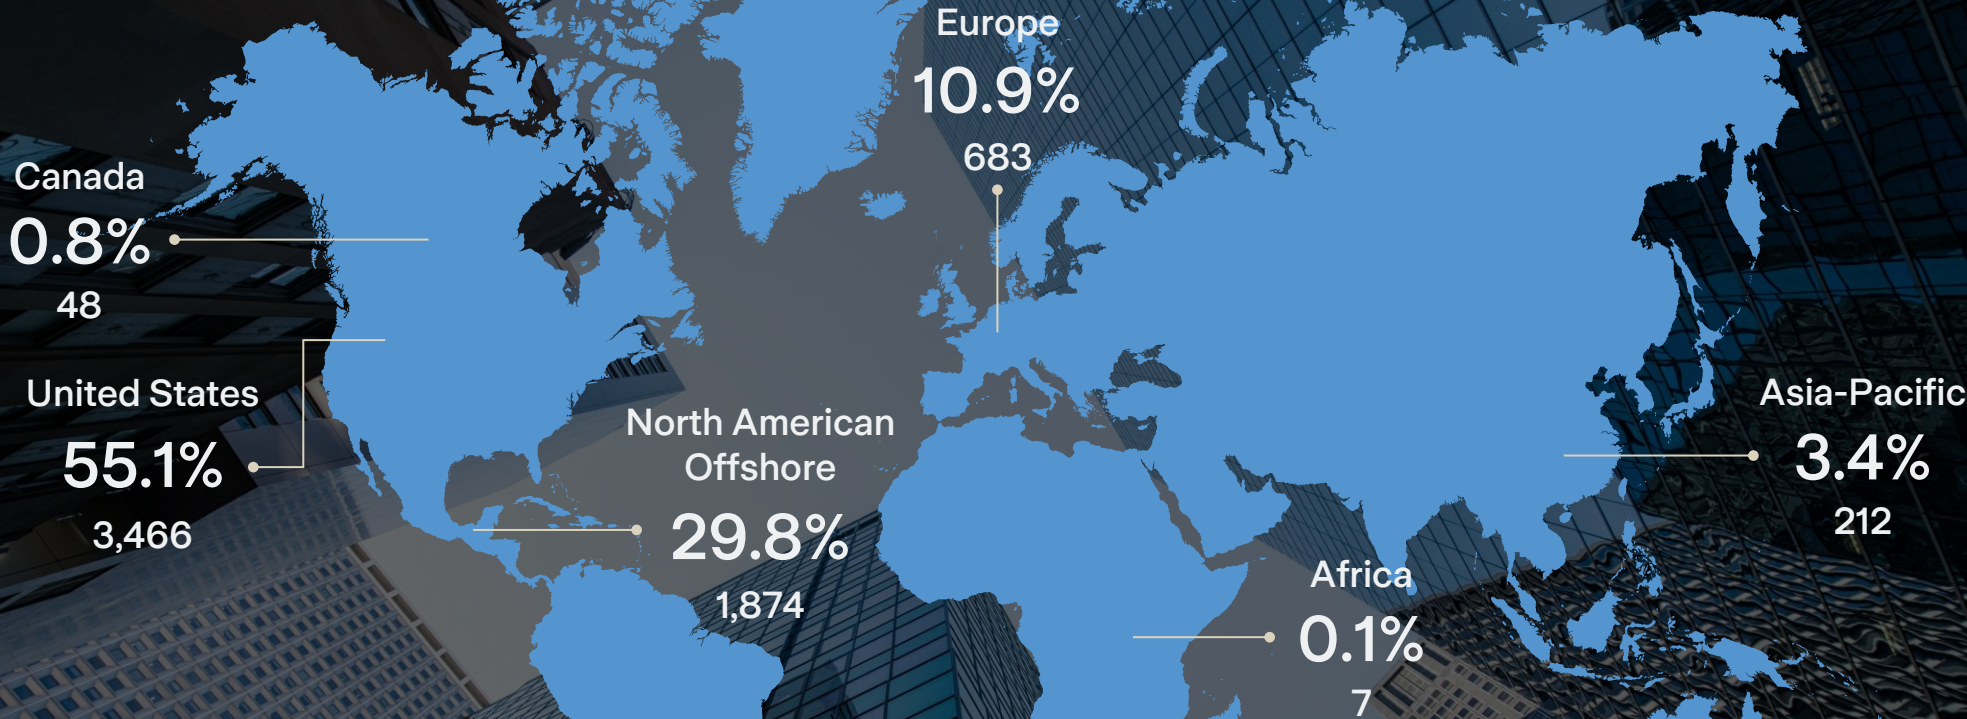 Europe
10.9%
683
Canada
0.8%
48
United States
55.1%
3,466
North American
Offshore
29.8%
1,874
Asia-Pacific
3.4%
212
Africa
0.1%
7